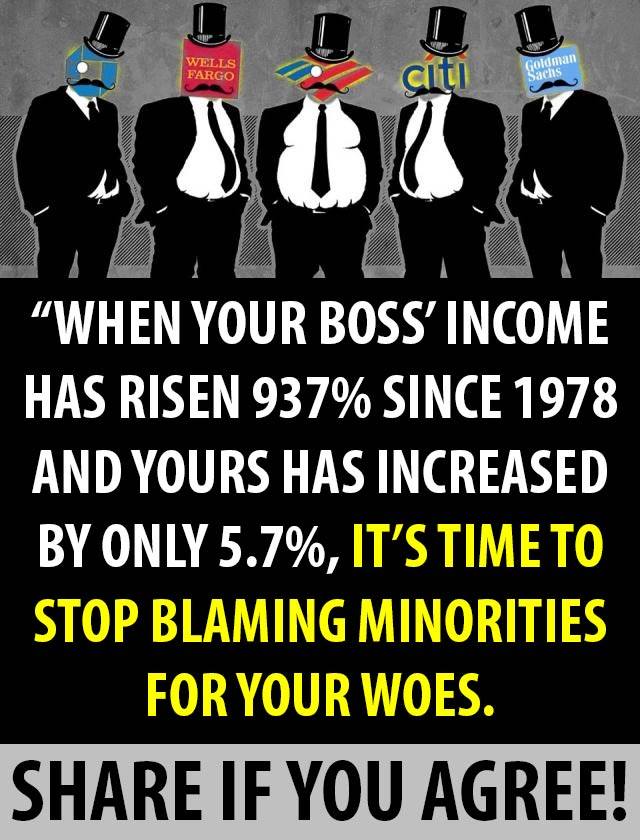 WELLS
FARGO
citi
Goldman
Sachs
“WHEN YOUR BOSS’ INCOME
HAS RISEN 937% SINCE 1978
AND YOURS HAS INCREASED
BY ONLY 5.7%, IT’S TIME TO
STOP BLAMING MINORITIES
FOR YOUR WOES.
SHARE IF YOU AGREE!